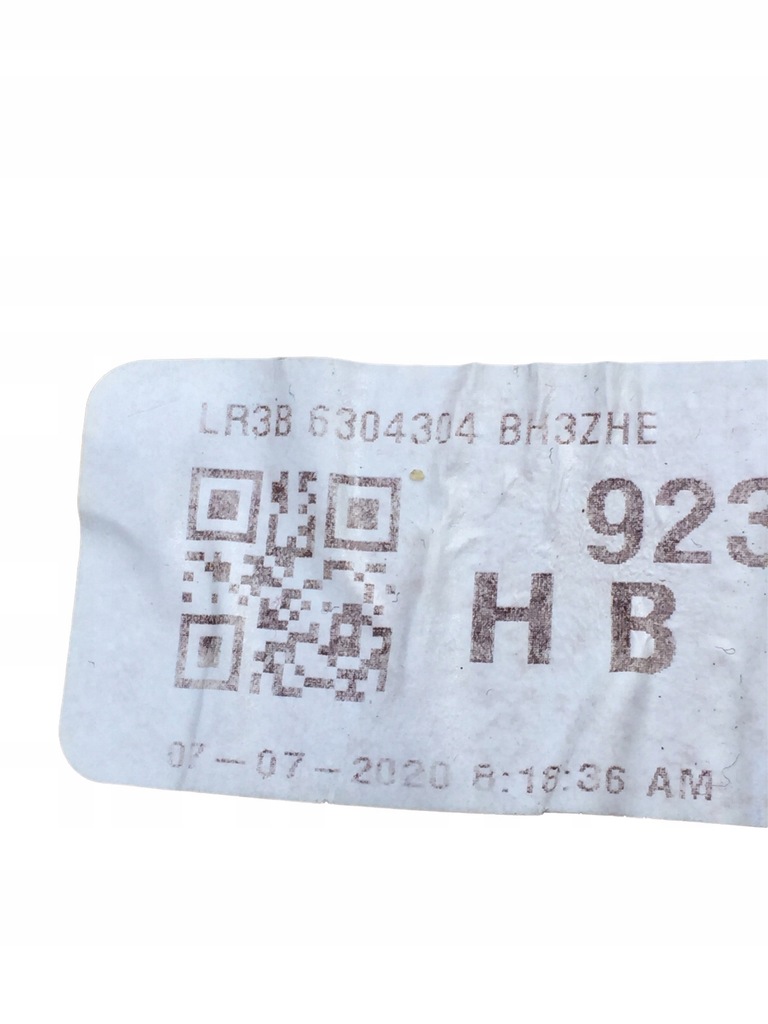 LR3B 6304304 BH3ZHE
923
H B
07-07-2020 8:18:36 AM